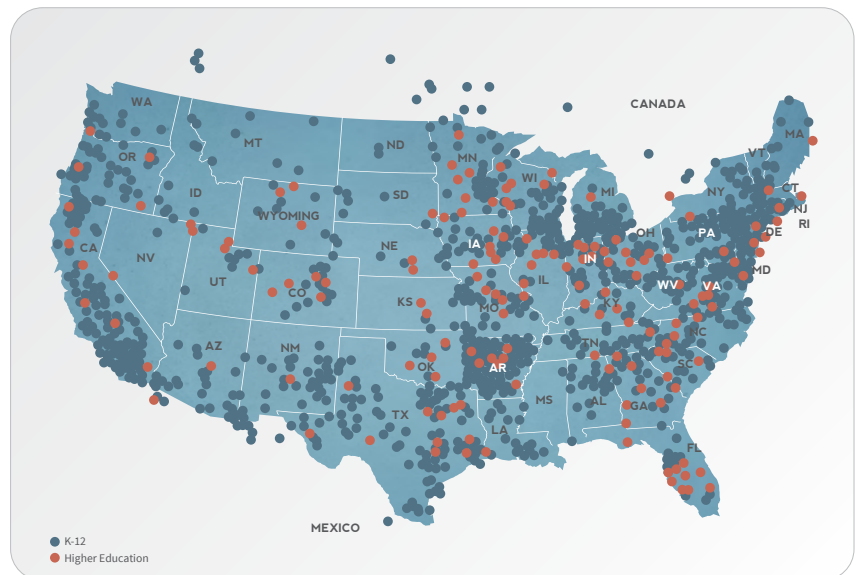 CANADA
WA
MT
ND
MN
MA
VT
OR
ID
WYOMING
SD
WI
MI
NY
CT
NJ
RI
CA
NV
UT
CO
NE
IA
IL
IN
OH
PA
DE
MD
WV
VA
KS
MO
KY
AZ
NM
OK
AR
TN
NC
SC
TX
LA
MS
AL
GA
FL
MEXICO
K-12
Higher Education